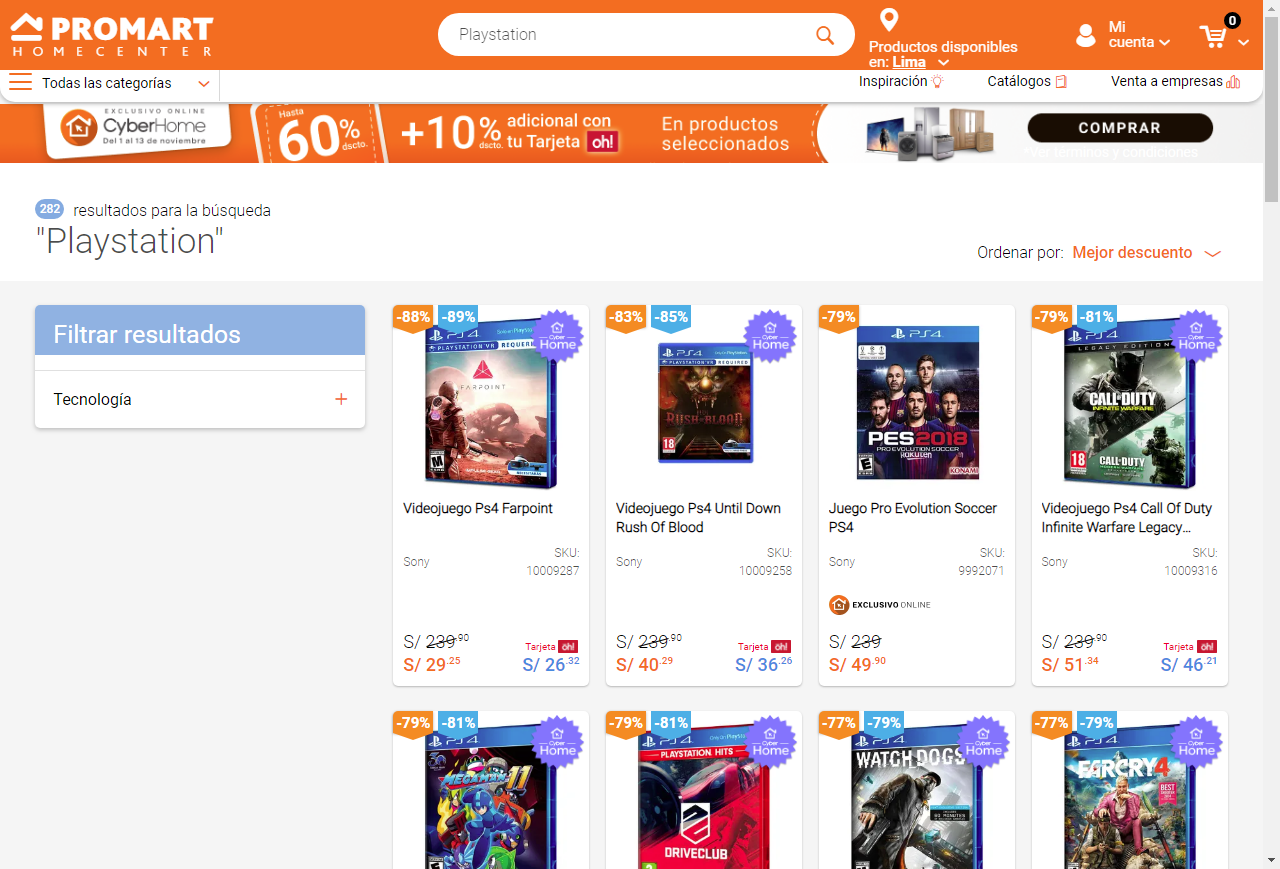 PROMART
HOMECENTER
Playstation
Productos disponibles
en: Lima
Mi
cuenta
0
Todas las categorías
Inspiración
Catálogos
Venta a empresas
EXCLUSIVO ONLINE
CyberHome
Del 1 al 13 de noviembre
Hasta
60%
dscto.
+10%
dscto.
adicional con
tu Tarjeta oh!
En productos
seleccionados
COMPRAR
*Ver términos y condiciones
282 resultados para la búsqueda
"Playstation"
Ordenar por: Mejor descuento
Filtrar resultados
Tecnología +
-88% -89%
Cyber
Home
PS4
PLAYSTATION VR REQUIRED
FARPOINT
Videojuego Ps4 Farpoint
Sony
SKU:
10009287
S/ 239.90
Tarjeta oh!
S/ 29.25
S/ 26.32
-83% -85%
Cyber
Home
PS4
PLAYSTATION VR REQUIRED
RUSH OF BLOOD
18
Videojuego Ps4 Until Down
Rush Of Blood
Sony
SKU:
10009258
S/ 239.90
Tarjeta oh!
S/ 40.29
S/ 36.26
-79%
PS4
PES2018
PRO EVOLUTION SOCCER
Rakuten
KONAMI
Juego Pro Evolution Soccer
PS4
Sony
SKU:
9992071
EXCLUSIVO ONLINE
S/ 239
S/ 49.90
-79% -81%
Cyber
Home
PS4
LEGACY EDITION
CALL OF DUTY
INFINITE WARFARE
18
CALL OF DUTY
MODERN WARFARE
Videojuego Ps4 Call Of Duty
Infinite Warfare Legacy...
Sony
SKU:
10009316
S/ 239.90
Tarjeta oh!
S/ 51.34
S/ 46.21
-79% -81%
Cyber
Home
PS4
MEGAMAN 11
-79% -81%
Cyber
Home
PS4
PLAYSTATION HITS
DRIVECLUB
-77% -79%
Cyber
Home
PS4
WATCH DOGS
-77% -79%
Cyber
Home
PS4
FARCRY 4